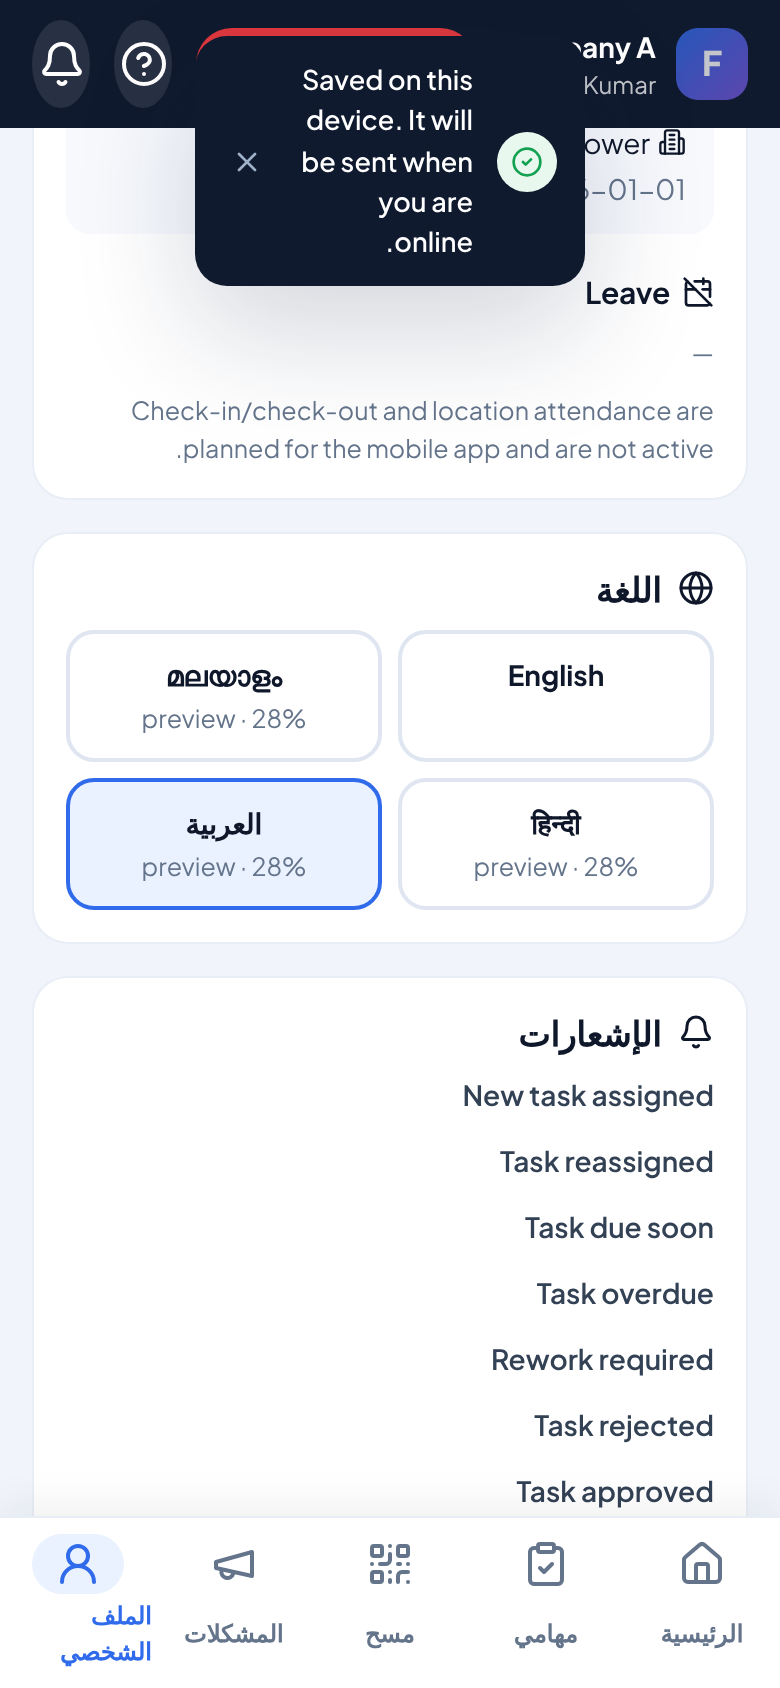 any A
Kumar
F
Saved on this
device. It will
be sent when
you are
online.
ower
-01-01
Leave
—
Check-in/check-out and location attendance are
planned for the mobile app and are not active.
اللغة
English
മലയാളം
preview · 28%
हिन्दी
preview · 28%
العربية
preview · 28%
الإشعارات
New task assigned
Task reassigned
Task due soon
Task overdue
Rework required
Task rejected
Task approved
الرئيسية
مهامي
مسح
المشكلات
الملف
الشخصي